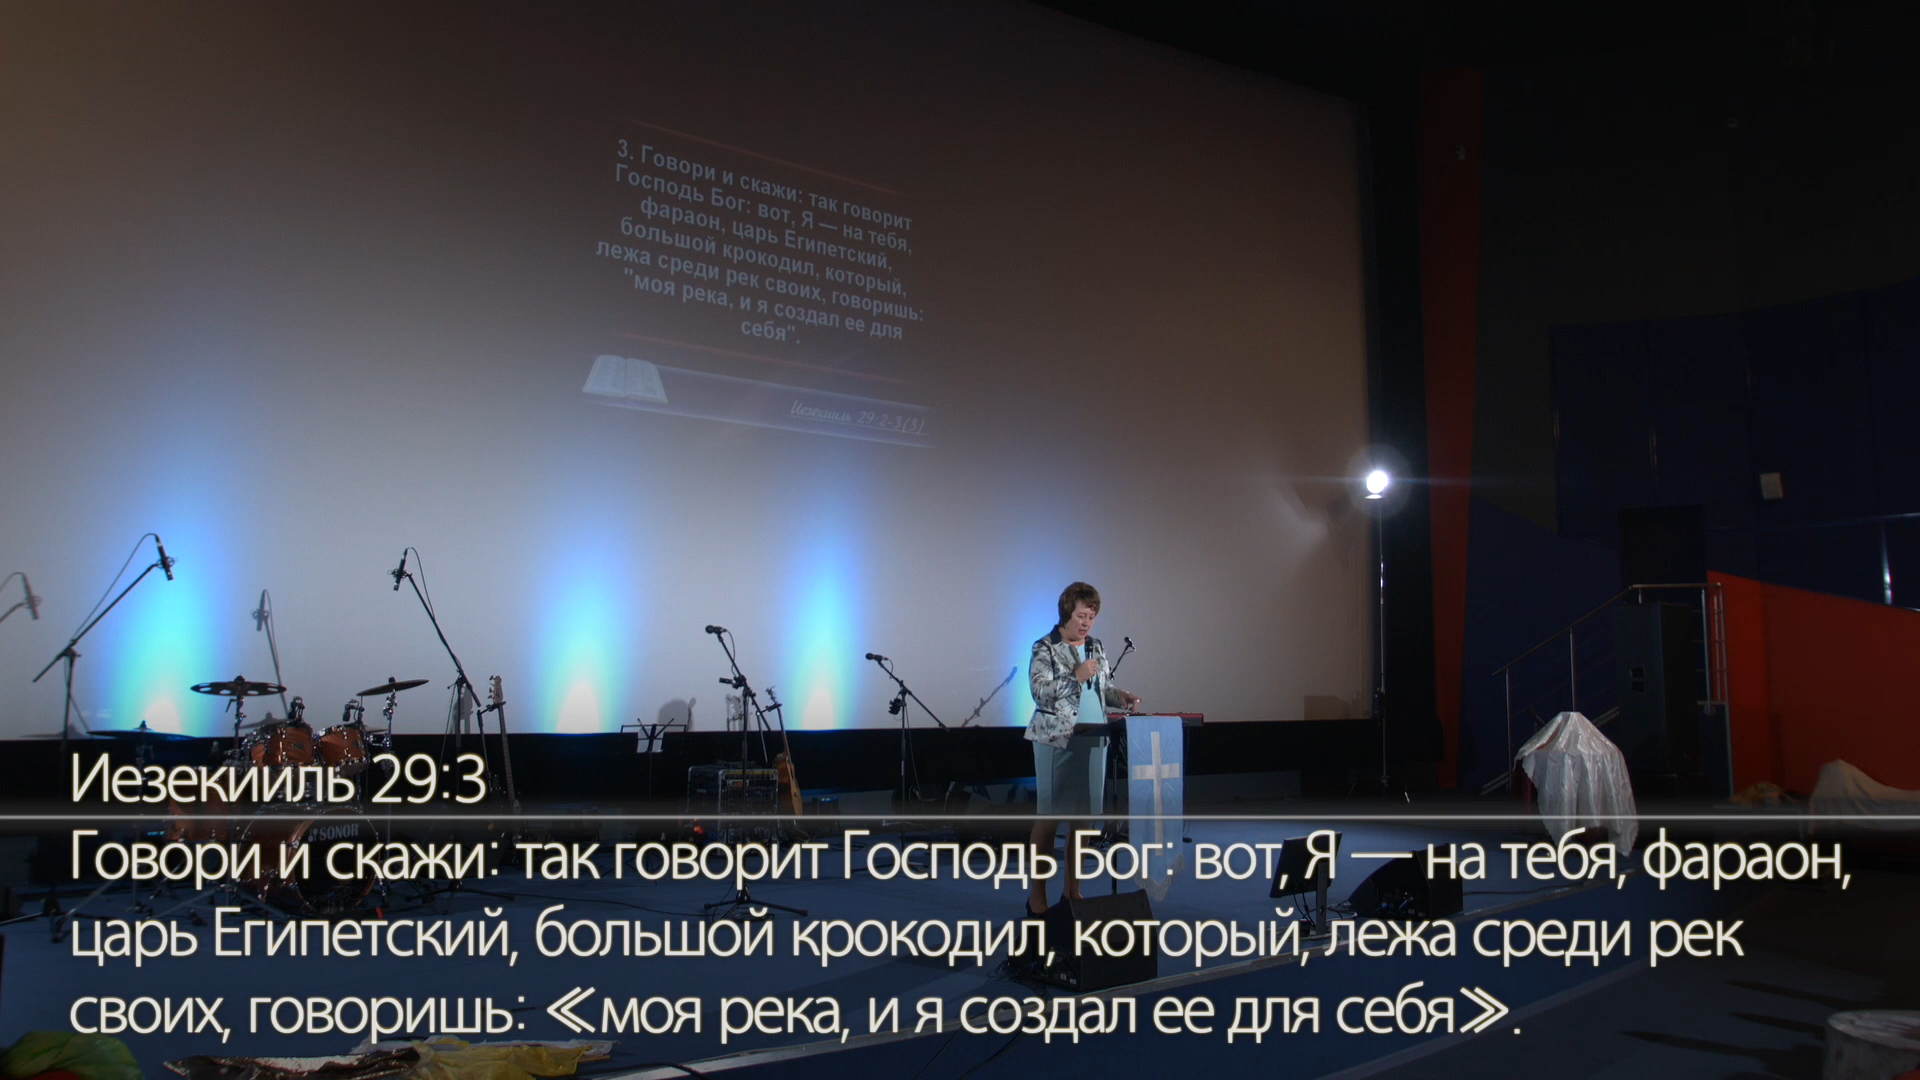 3. Говори и скажи: так говорит
Господь Бог: вот, Я — на тебя,
фараон, царь Египетский,
большой крокодил, который,
лежа среди рек своих, говоришь:
"моя река, и я создал ее для
себя".
Иезекииль 29:2-3(3)
Иезекииль 29:3
SONOR
Говори и скажи: так говорит Господь Бог: вот, Я — на тебя, фараон,
царь Египетский, большой крокодил, который, лежа среди рек
своих, говоришь: ≪моя река, и я создал ее для себя≫.